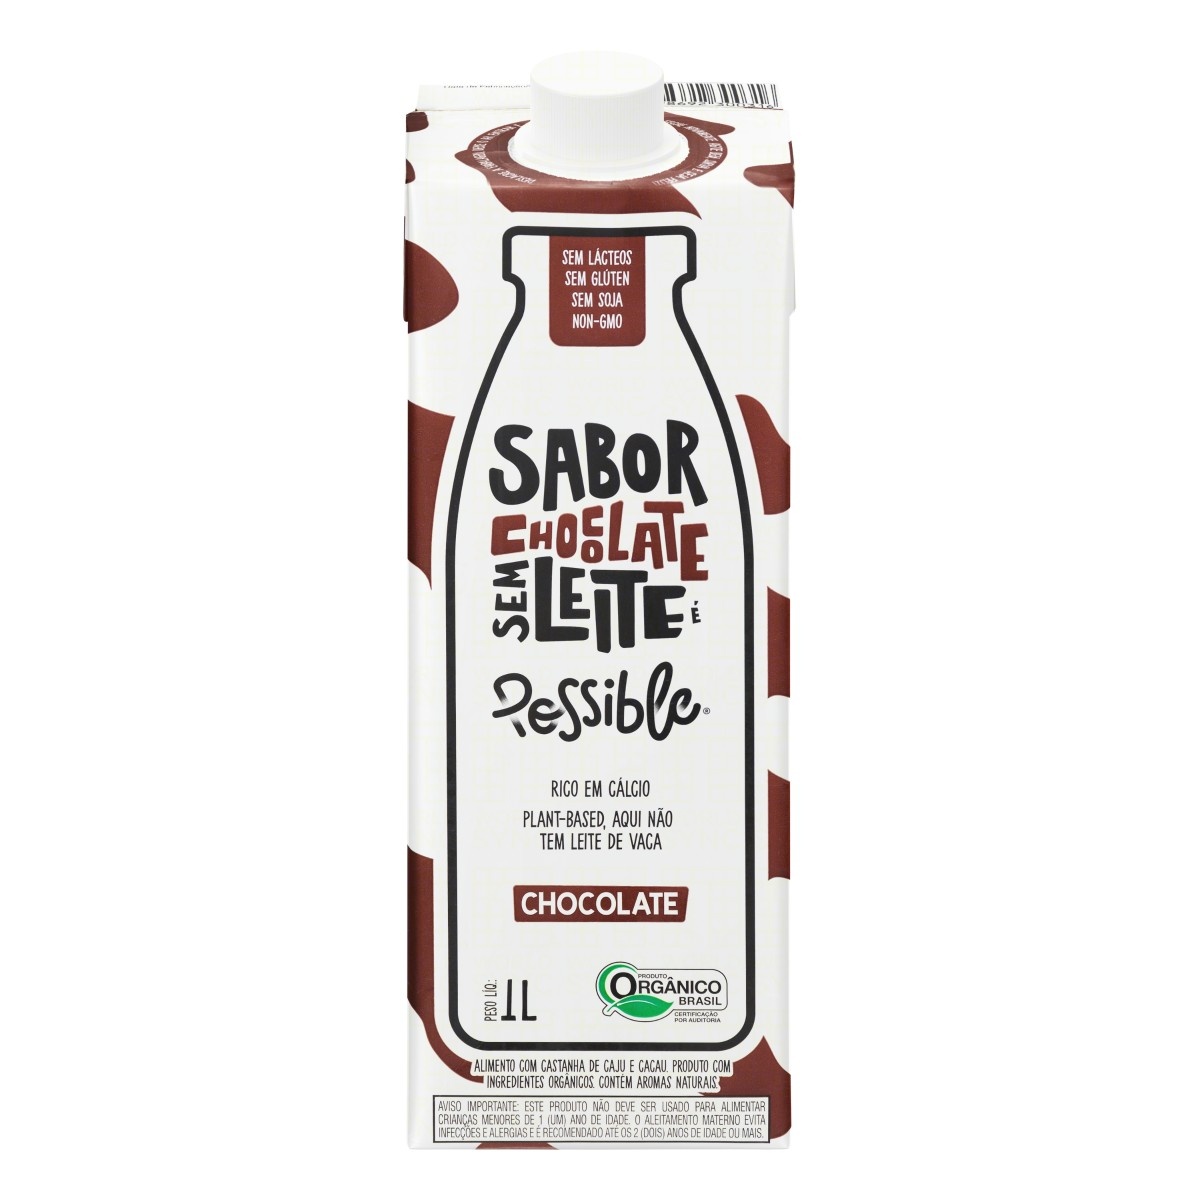 SEM LÁCTEOS
SEM GLÚTEN
SEM SOJA
NON-GMO
SABOR
CHOCOLATE
SEM LEITE É
Possible®
RICO EM CÁLCIO
PLANT-BASED, AQUI NÃO
TEM LEITE DE VACA
CHOCOLATE
PESO LÍQ.: 1L
PRODUTO
ORGÂNICO
BRASIL
CERTIFICAÇÃO
POR AUDITORIA
ALIMENTO COM CASTANHA DE CAJU E CACAU. PRODUTO COM
INGREDIENTES ORGÂNICOS. CONTÉM AROMAS NATURAIS.
AVISO IMPORTANTE: ESTE PRODUTO NÃO DEVE SER USADO PARA ALIMENTAR
CRIANÇAS MENORES DE 1 (UM) ANO DE IDADE. O ALEITAMENTO MATERNO EVITA
INFECÇÕES E ALERGIAS E É RECOMENDADO ATÉ OS 2 (DOIS) ANOS DE IDADE OU MAIS.